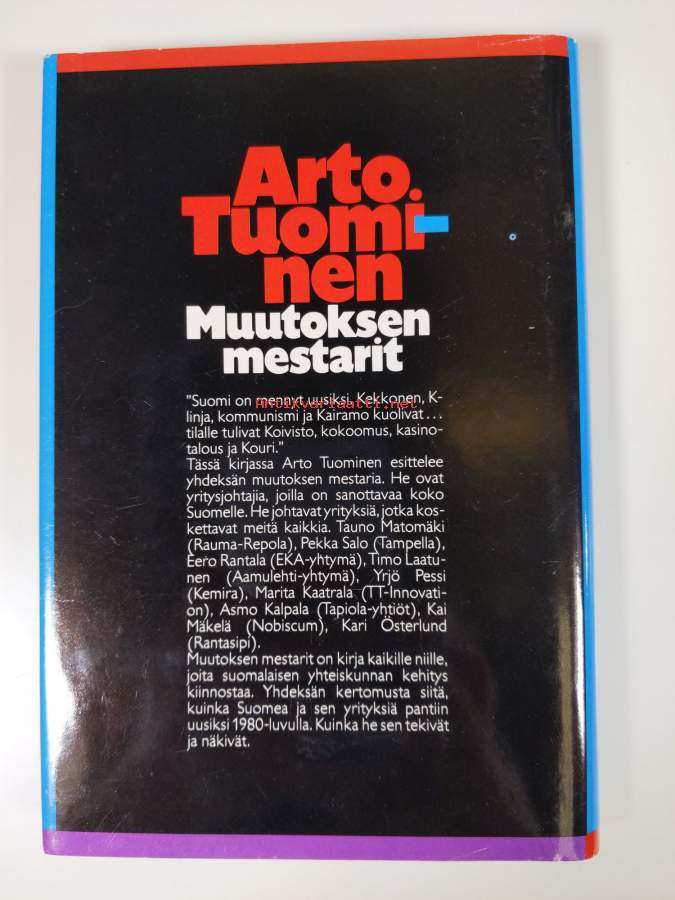 Arto
Tuomi-
nen
Muutoksen
mestarit
"Suomi on mennyt uusiksi. Kekkonen, K-
Antikvariaatti.net
linja, kommunismi ja Kairamo kuolivat...
tilalle tulivat Koivisto, kokoomus, kasino-
talous ja Kouri."
Tässä kirjassa Arto Tuominen esittelee
yhdeksän muutoksen mestaria. He ovat
yritysjohtajia, joilla on sanottavaa koko
Suomelle. He johtavat yrityksiä, jotka kos-
kettavat meitä kaikkia. Tauno Matomäki
(Rauma-Repola), Pekka Salo (Tampella),
Eero Rantala (EKA-yhtymä), Timo Laatu-
nen (Aamulehti-yhtymä), Yrjö Pessi
(Kemira), Marita Kaatrala (TT-Innovati-
on), Asmo Kalpala (Tapiola-yhtiöt), Kai
Mäkelä (Nobiscum), Kari Österlund
(Rantasipi).
Muutoksen mestarit on kirja kaikille niille,
joita suomalaisen yhteiskunnan kehitys
kiinnostaa. Yhdeksän kertomusta siitä,
kuinka Suomea ja sen yrityksiä pantiin
uusiksi 1980-luvulla. Kuinka he sen tekivät
ja näkivät.